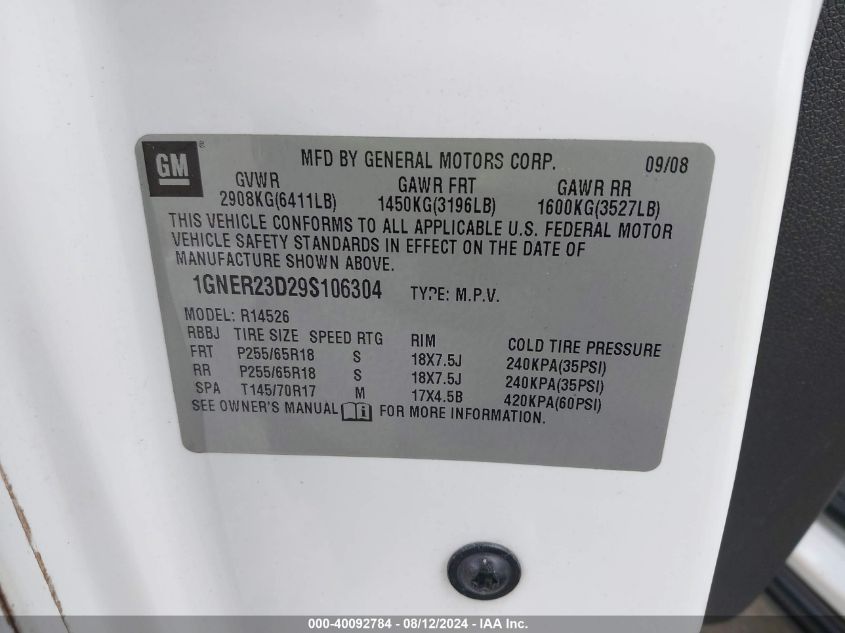 GM ® MFD BY GENERAL MOTORS CORP. 09/08
GVWR GAWR FRT GAWR RR
2908KG(6411LB) 1450KG(3196LB) 1600KG(3527LB)
THIS VEHICLE CONFORMS TO ALL APPLICABLE U.S. FEDERAL MOTOR
VEHICLE SAFETY STANDARDS IN EFFECT ON THE DATE OF
MANUFACTURE SHOWN ABOVE.
1GNER23D29S106304 TYPE: M.P.V.
MODEL: R14526
RBBJ TIRE SIZE SPEED RTG RIM COLD TIRE PRESSURE
FRT P255/65R18 S 18X7.5J 240KPA(35PSI)
RR P255/65R18 S 18X7.5J 240KPA(35PSI)
SPA T145/70R17 M 17X4.5B 420KPA(60PSI)
SEE OWNER'S MANUAL i FOR MORE INFORMATION.
000-40092784 - 08/12/2024 - IAA Inc.